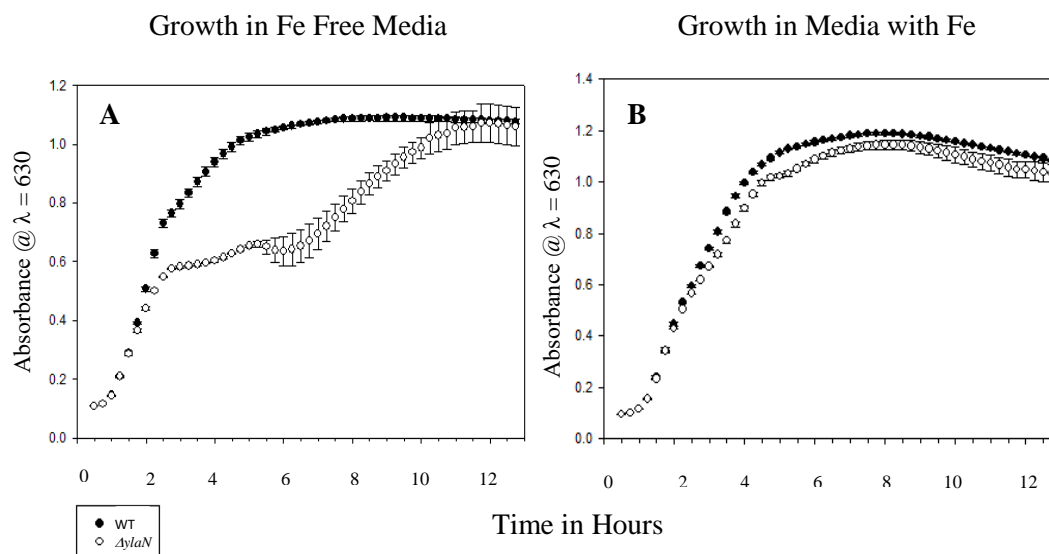 Growth in Fe Free Media
Growth in Media with Fe
A
Absorbance @ λ = 630
1.2
1.0
0.8
0.6
0.4
0.2
0.0
0 2 4 6 8 10 12
B
Absorbance @ λ = 630
1.4
1.2
1.0
0.8
0.6
0.4
0.2
0.0
0 2 4 6 8 10 12
Time in Hours
WT
ΔylaN